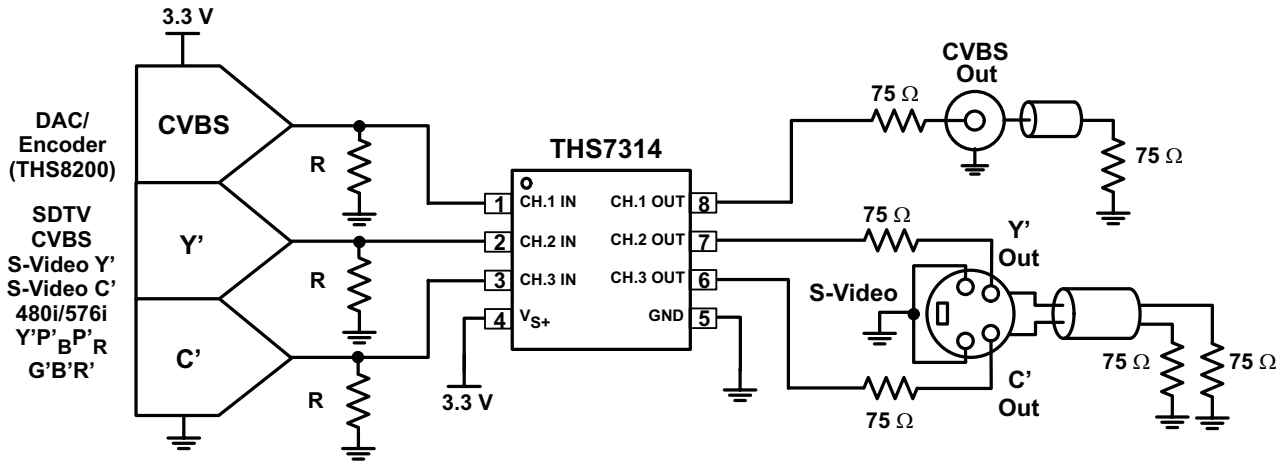 3.3 V
DAC/
Encoder
(THS8200)
SDTV
CVBS
S-Video Y'
S-Video C'
480i/576i
Y'P'BP'R
G'B'R'
CVBS
Y'
C'
R
R
R
3.3 V
THS7314
1 CH.1 IN CH.1 OUT 8
2 CH.2 IN CH.2 OUT 7
3 CH.3 IN CH.3 OUT 6
4 VS+ GND 5
CVBS
Out
75 Ω
75 Ω
75 Ω
Y'
Out
S-Video
75 Ω
C'
Out
75 Ω
75 Ω